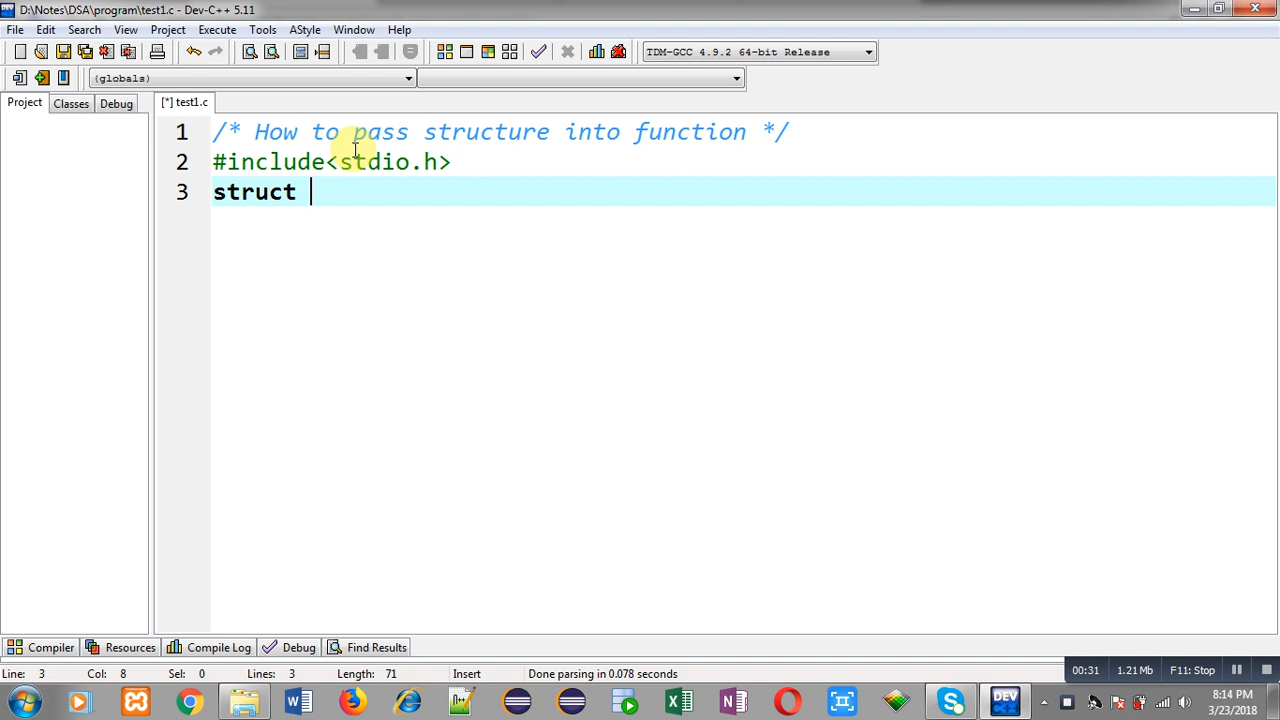 D:\Notes\DSA\program\test1.c - Dev-C++ 5.11
File Edit Search View Project Execute Tools AStyle Window Help
TDM-GCC 4.9.2 64-bit Release
(globals)
Project Classes Debug [*] test1.c
1 /* How to pass structure into function */
2 #include<stdio.h>
3 struct
Compiler Resources Compile Log Debug Find Results
Line: 3 Col: 8 Sel: 0 Lines: 3 Length: 71 Insert Done parsing in 0.078 seconds
00:31 1.21 Mb F11: Stop
DEV
8:14 PM
3/23/2018